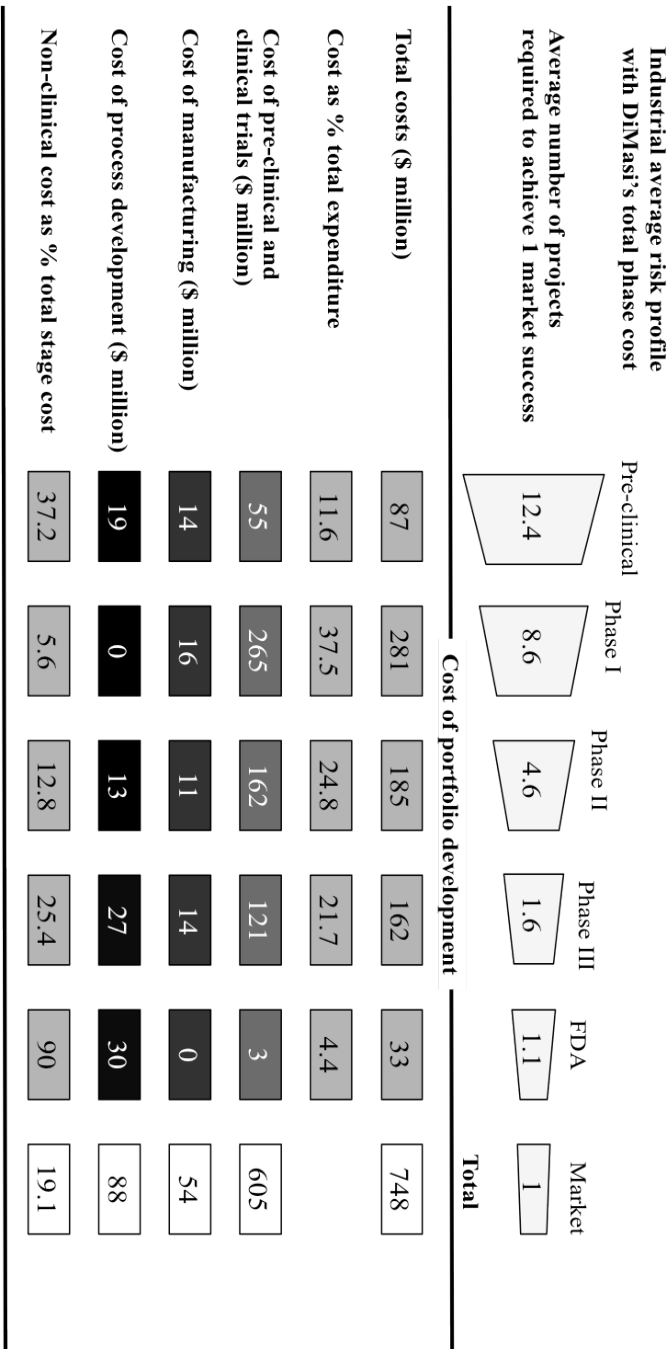 Industrial average risk profile
with DiMasi's total phase cost
Pre-clinical Phase I Phase II Phase III FDA Market
Average number of projects
required to achieve 1 market success
12.4 8.6 4.6 1.6 1.1 1
Cost of portfolio development Total
Total costs ($ million) 87 281 185 162 33 748
Cost as % total expenditure 11.6 37.5 24.8 21.7 4.4
Cost of pre-clinical and
clinical trials ($ million) 55 265 162 121 3 605
Cost of manufacturing ($ million) 14 16 11 14 0 54
Cost of process development ($ million) 19 0 13 27 30 88
Non-clinical cost as % total stage cost 37.2 5.6 12.8 25.4 90 19.1